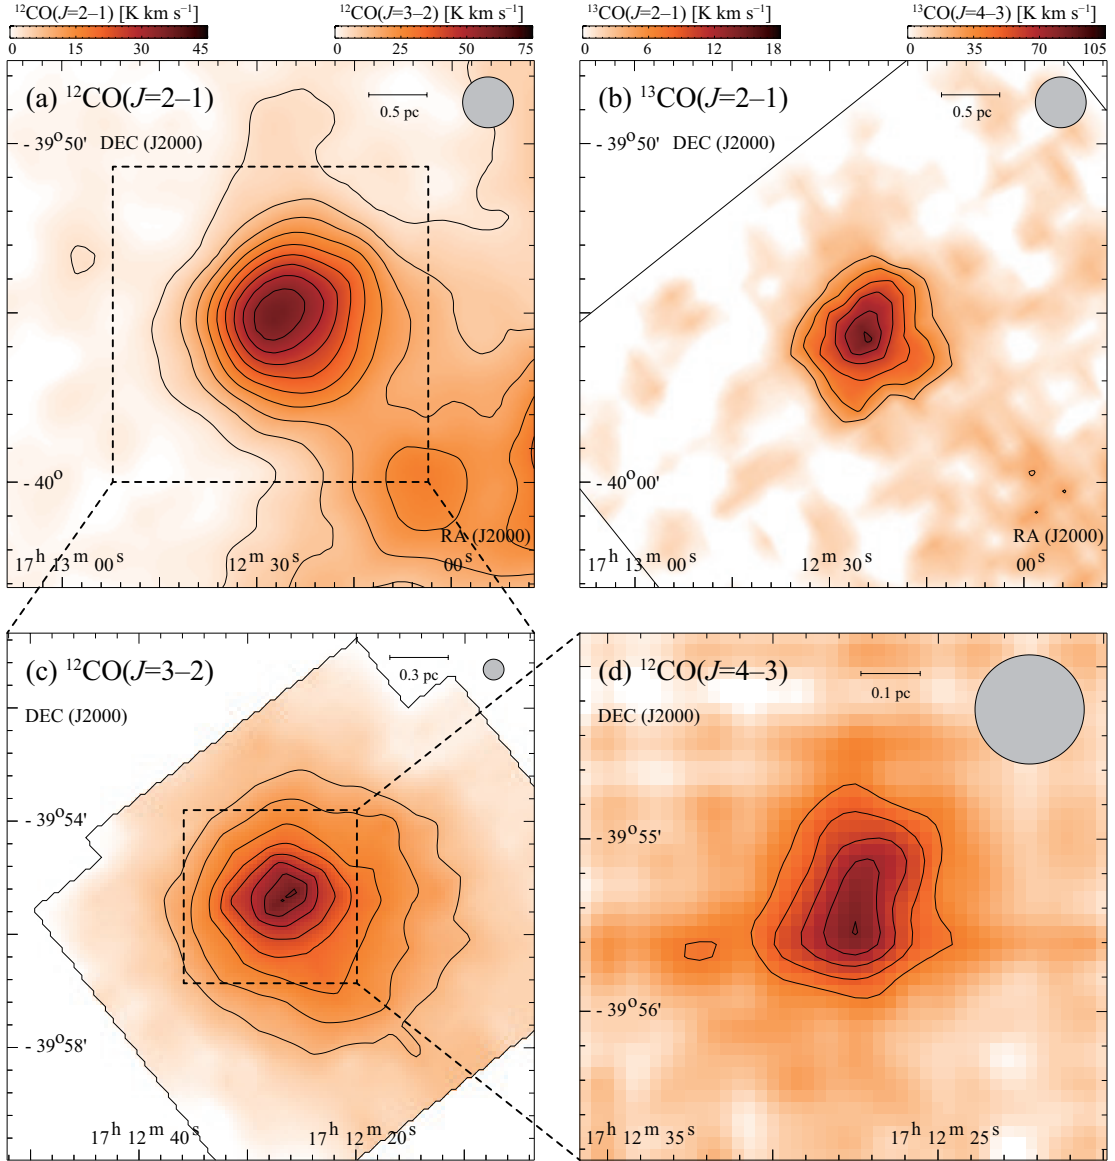 ¹²CO(J=2–1) [K km s⁻¹]
0 15 30 45
¹²CO(J=3–2) [K km s⁻¹]
0 25 50 75
¹³CO(J=2–1) [K km s⁻¹]
0 6 12 18
¹³CO(J=4–3) [K km s⁻¹]
0 35 70 105
(a) ¹²CO(J=2–1)
0.5 pc
- 39° 50' DEC (J2000)
- 40°
RA (J2000)
17ʰ 13ᵐ 00ˢ 12ᵐ 30ˢ 00ˢ
(b) ¹³CO(J=2–1)
0.5 pc
- 39° 50' DEC (J2000)
- 40° 00'
RA (J2000)
17ʰ 13ᵐ 00ˢ 12ᵐ 30ˢ 00ˢ
(c) ¹²CO(J=3–2)
0.3 pc
DEC (J2000)
- 39° 54'
- 39° 58'
17ʰ 12ᵐ 40ˢ 17ʰ 12ᵐ 20ˢ
(d) ¹²CO(J=4–3)
0.1 pc
DEC (J2000)
- 39° 55'
- 39° 56'
17ʰ 12ᵐ 35ˢ 17ʰ 12ᵐ 25ˢ